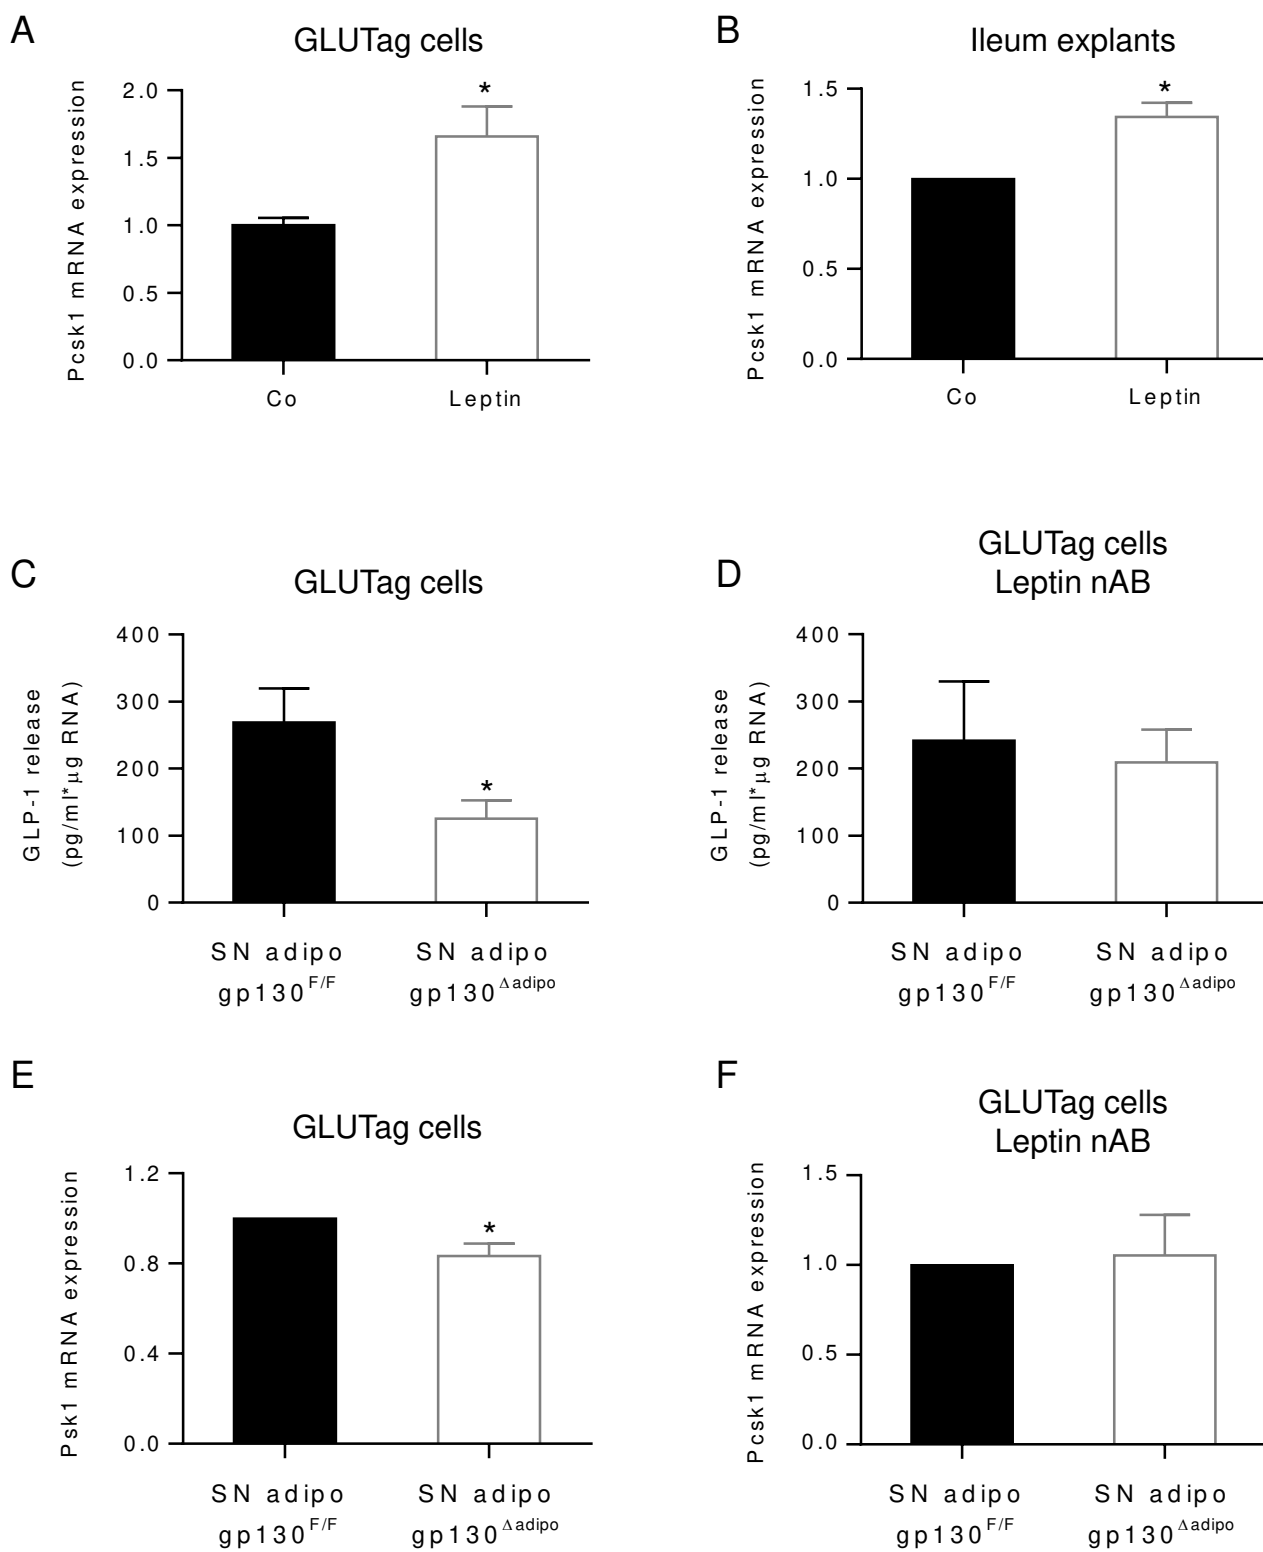 A
GLUTag cells
Pcsk1 mRNA expression
2.0
1.5
1.0
0.5
0.0
*
Co
Leptin
B
Ileum explants
Pcsk1 mRNA expression
1.5
1.0
0.5
0.0
*
Co
Leptin
C
GLUTag cells
GLP-1 release
(pg/ml*µg RNA)
400
300
200
100
0
*
SN adipo
gp130^F/F
SN adipo
gp130^Δadipo
D
GLUTag cells
Leptin nAB
GLP-1 release
(pg/ml*µg RNA)
400
300
200
100
0
SN adipo
gp130^F/F
SN adipo
gp130^Δadipo
E
GLUTag cells
Psk1 mRNA expression
1.2
0.8
0.4
0.0
*
SN adipo
gp130^F/F
SN adipo
gp130^Δadipo
F
GLUTag cells
Leptin nAB
Pcsk1 mRNA expression
1.5
1.0
0.5
0.0
SN adipo
gp130^F/F
SN adipo
gp130^Δadipo